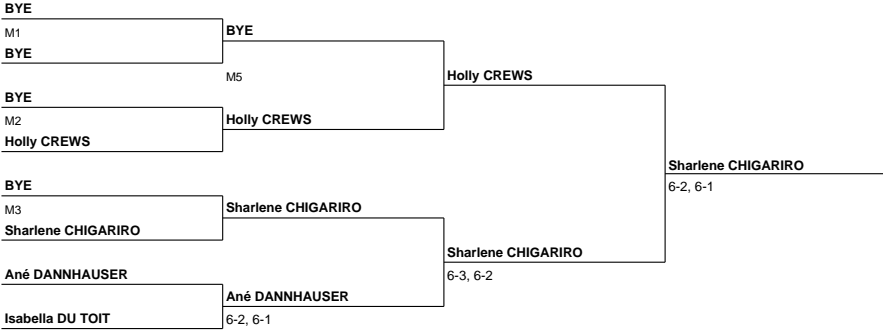 BYE
M1
BYE
BYE
M5
BYE
M2
Holly CREWS
Holly CREWS
Holly CREWS
BYE
M3
Sharlene CHIGARIRO
Sharlene CHIGARIRO
Ané DANNHAUSER
Isabella DU TOIT
Ané DANNHAUSER
6-2, 6-1
Sharlene CHIGARIRO
6-3, 6-2
Sharlene CHIGARIRO
6-2, 6-1